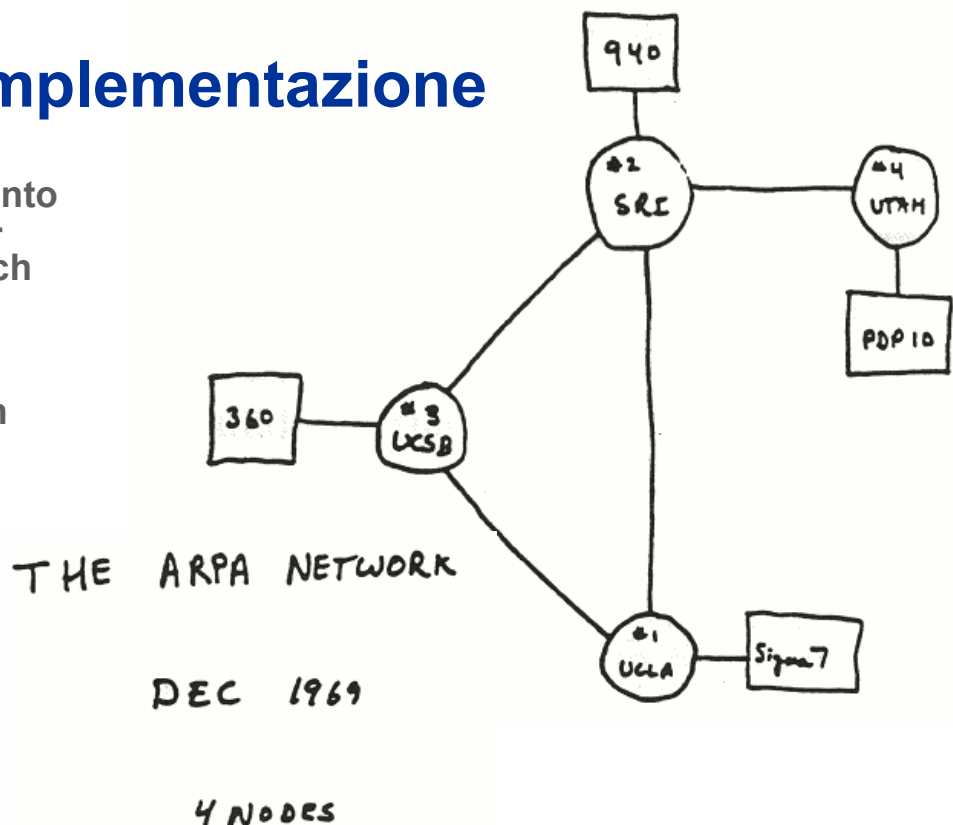 mplementazione
nto
ch
940
#2
SRI
#4
UTAH
PDP 10
360
#3
UCSB
THE ARPA NETWORK
#1
UCLA
Sigma 7
DEC 1969
4 NODES